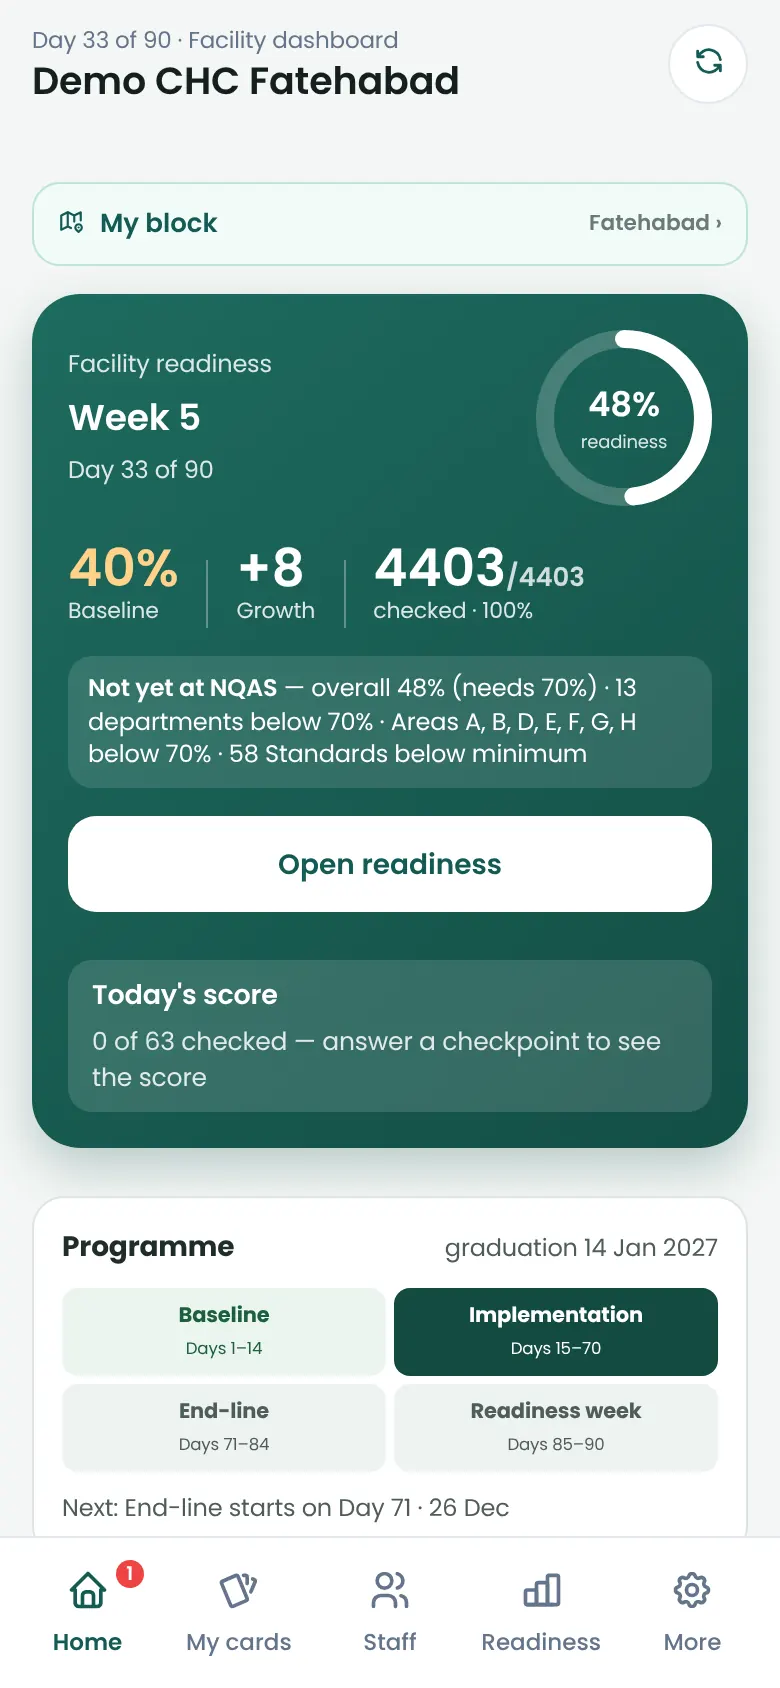 Day 33 of 90 · Facility dashboard
Demo CHC Fatehabad
My block
Fatehabad ›
Facility readiness
Week 5
Day 33 of 90
48%
readiness
40%
Baseline
+8
Growth
4403/4403
checked · 100%
Not yet at NQAS — overall 48% (needs 70%) · 13
departments below 70% · Areas A, B, D, E, F, G, H
below 70% · 58 Standards below minimum
Open readiness
Today's score
0 of 63 checked — answer a checkpoint to see
the score
Programme
graduation 14 Jan 2027
Baseline
Days 1–14
Implementation
Days 15–70
End-line
Days 71–84
Readiness week
Days 85–90
Next: End-line starts on Day 71 · 26 Dec
1
Home
My cards
Staff
Readiness
More